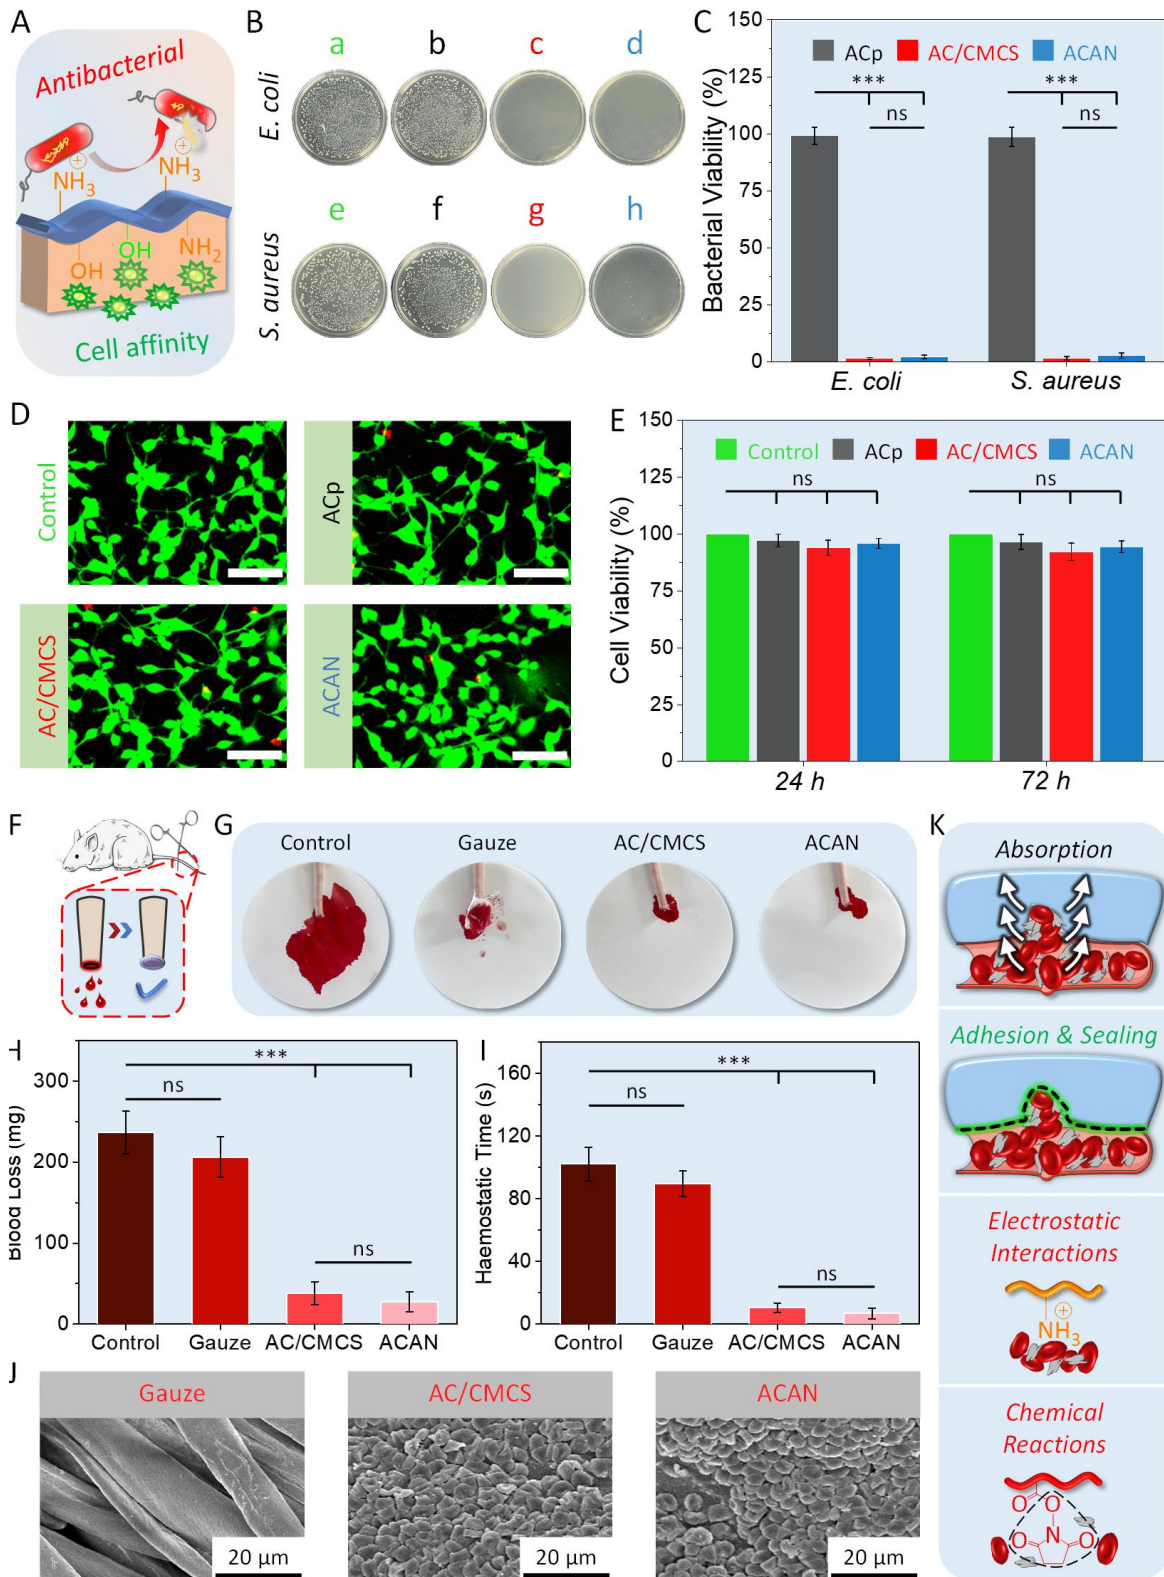 A
Antibacterial
NH3
+
NH3
+
OH
OH
NH2
Cell affinity
B
a b c d
E. coli
e f g h
S. aureus
C
150
125
100
75
50
25
0
Bacterial Viability (%)
ACp AC/CMCS ACAN
*** ***
ns ns
E. coli S. aureus
D
Control
ACp
AC/CMCS
ACAN
E
150
125
100
75
50
25
0
Cell Viability (%)
Control ACp AC/CMCS ACAN
ns ns
24 h 72 h
F
G
Control Gauze AC/CMCS ACAN
H
300
200
100
0
Blood Loss (mg)
***
ns
ns
Control Gauze AC/CMCS ACAN
I
160
120
80
40
0
Haemostatic Time (s)
***
ns
ns
Control Gauze AC/CMCS ACAN
J
Gauze AC/CMCS ACAN
20 μm 20 μm 20 μm
K
Absorption
Adhesion & Sealing
Electrostatic
Interactions
+
NH3
Chemical
Reactions
O O
O N O